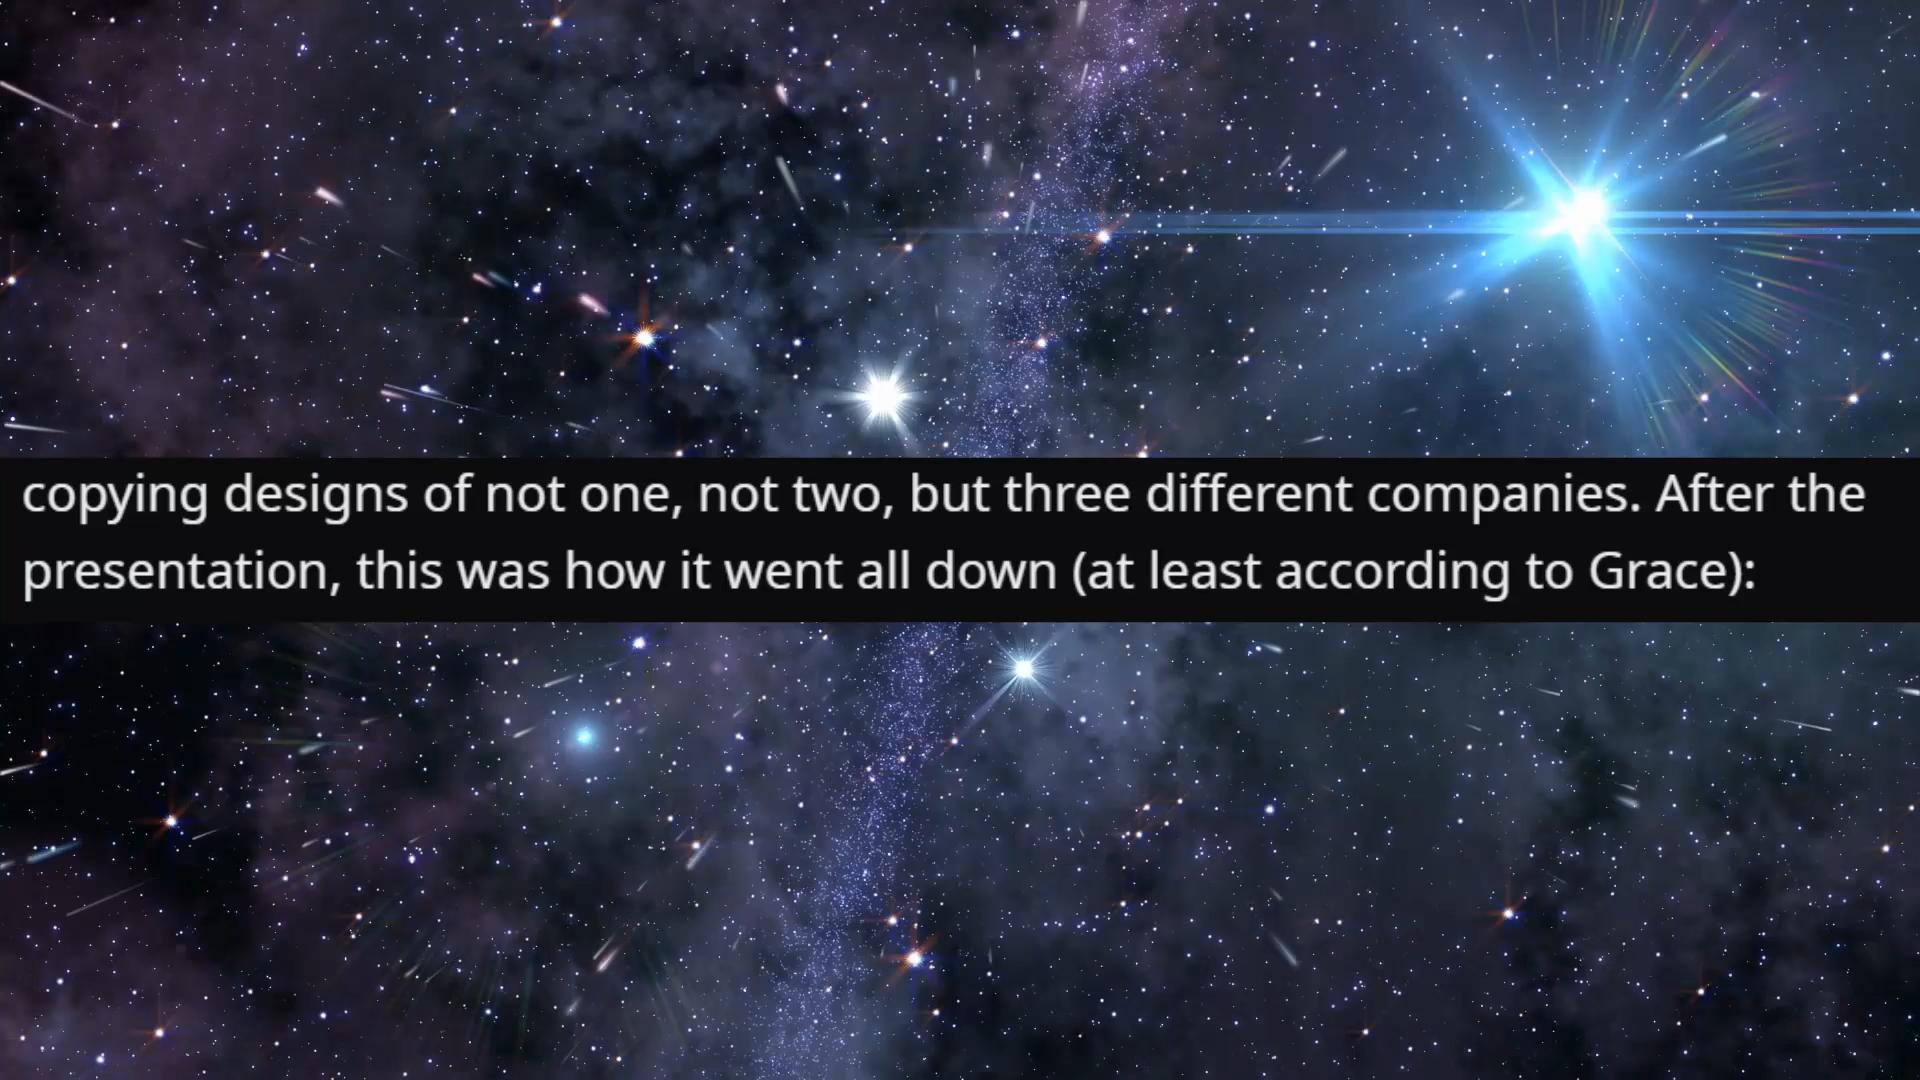 copying designs of not one, not two, but three different companies. After the
presentation, this was how it went all down (at least according to Grace):